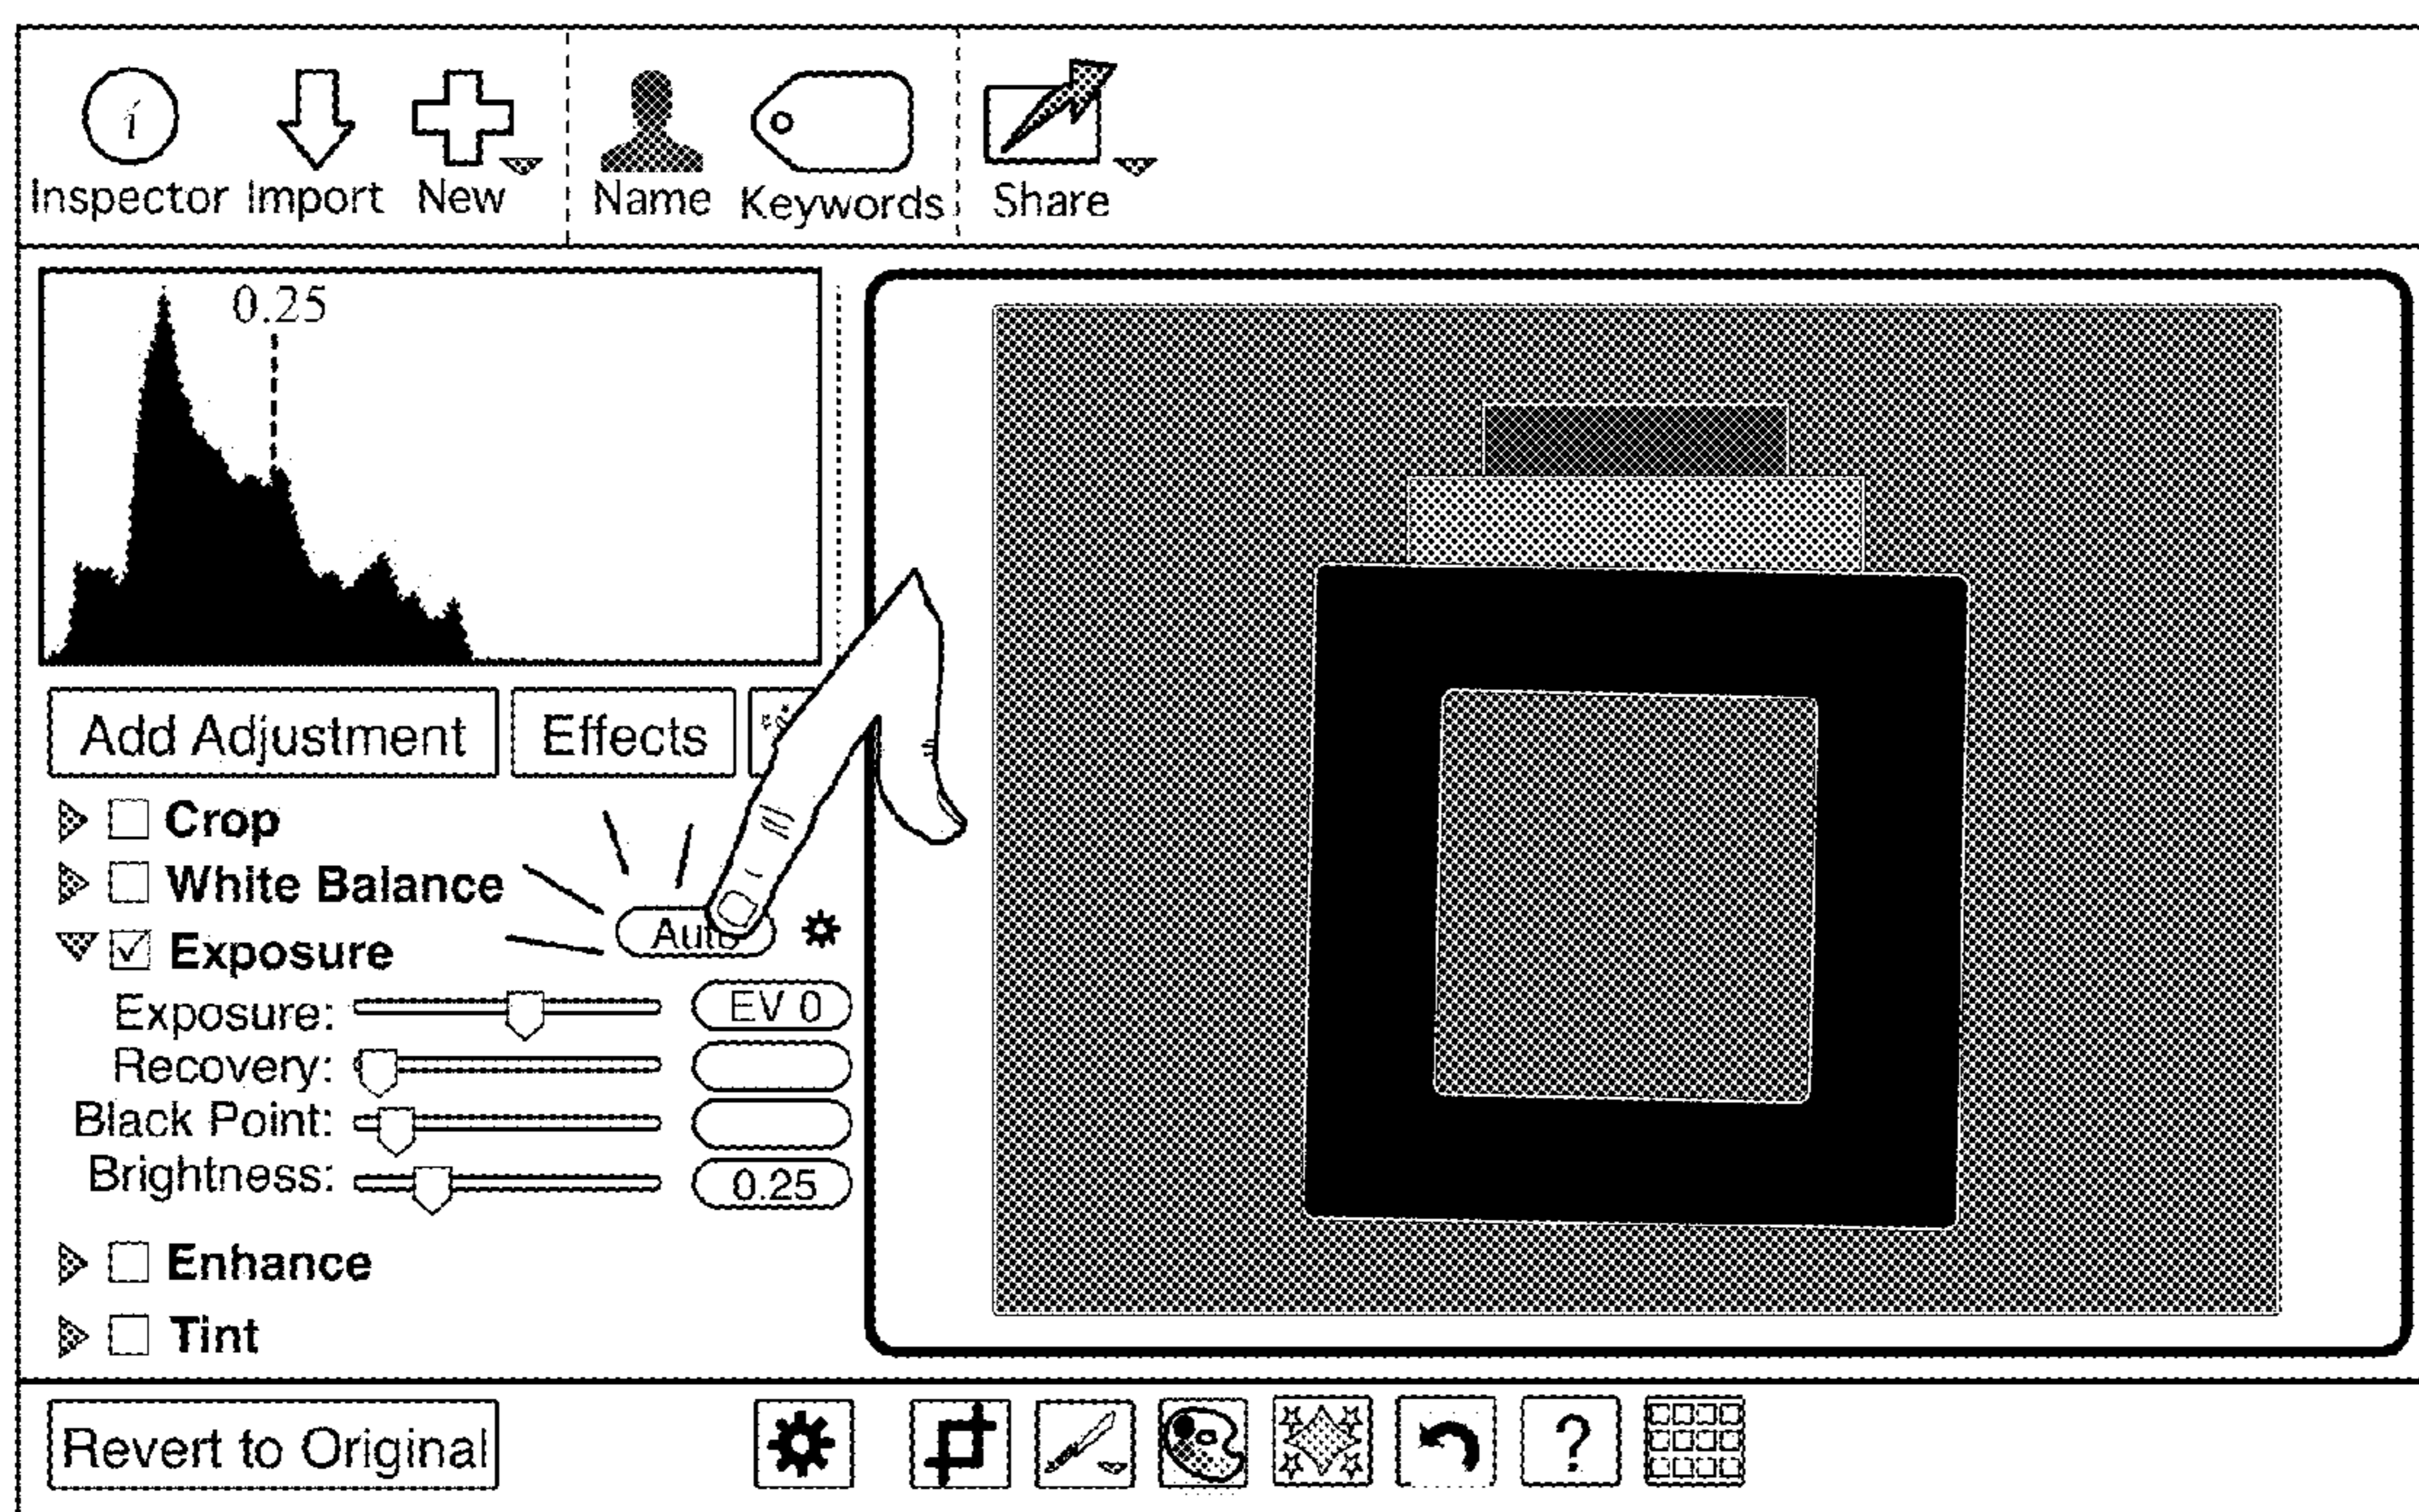 i
Inspector Import New Name Keywords Share
0.25
Add Adjustment Effects
Crop
White Balance
Auto
Exposure
Exposure: EV 0
Recovery:
Black Point:
Brightness: 0.25
Enhance
Tint
Revert to Original ?